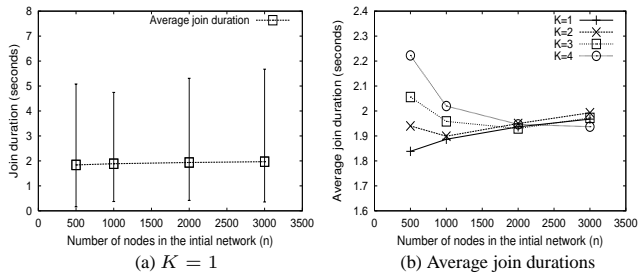 Average join duration
Join duration (seconds)
8
7
6
5
4
3
2
1
0
0 500 1000 1500 2000 2500 3000 3500
Number of nodes in the intial network (n)
(a) K = 1
K=1
K=2
K=3
K=4
Average join duration (seconds)
2.3
2.2
2.1
2
1.9
1.8
1.7
1.6
0 500 1000 1500 2000 2500 3000 3500
Number of nodes in the intial network (n)
(b) Average join durations